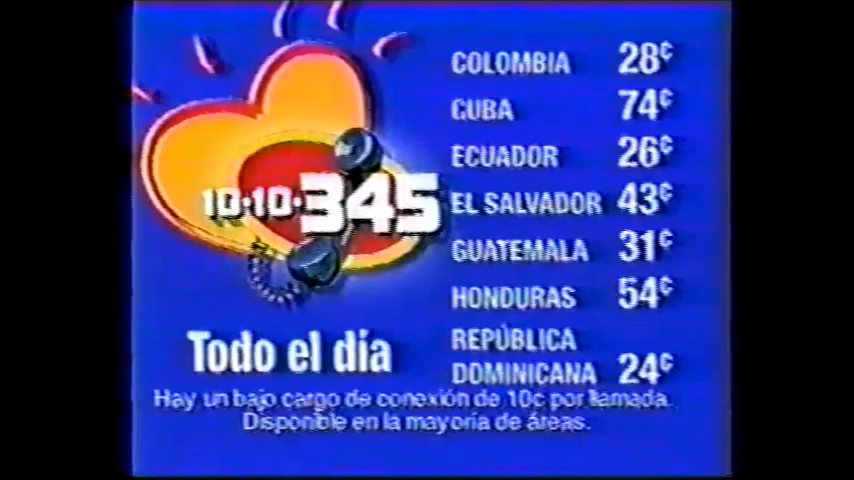 COLOMBIA 28¢
CUBA 74¢
ECUADOR 26¢
10-10-345
EL SALVADOR 43¢
GUATEMALA 31¢
HONDURAS 54¢
REPÚBLICA
DOMINICANA 24¢
Todo el día
Hay un bajo cargo de conexión de 10c por llamada.
Disponible en la mayoría de áreas.